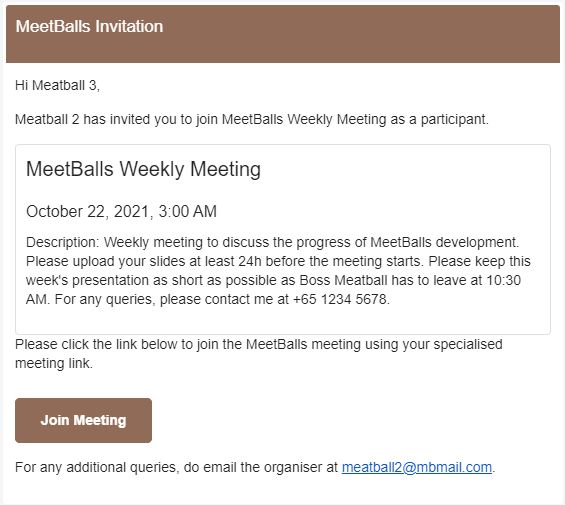 MeetBalls Invitation
Hi Meatball 3,
Meatball 2 has invited you to join MeetBalls Weekly Meeting as a participant.
MeetBalls Weekly Meeting
October 22, 2021, 3:00 AM
Description: Weekly meeting to discuss the progress of MeetBalls development.
Please upload your slides at least 24h before the meeting starts. Please keep this
week's presentation as short as possible as Boss Meatball has to leave at 10:30
AM. For any queries, please contact me at +65 1234 5678.
Please click the link below to join the MeetBalls meeting using your specialised
meeting link.
Join Meeting
For any additional queries, do email the organiser at meatball2@mbmail.com.